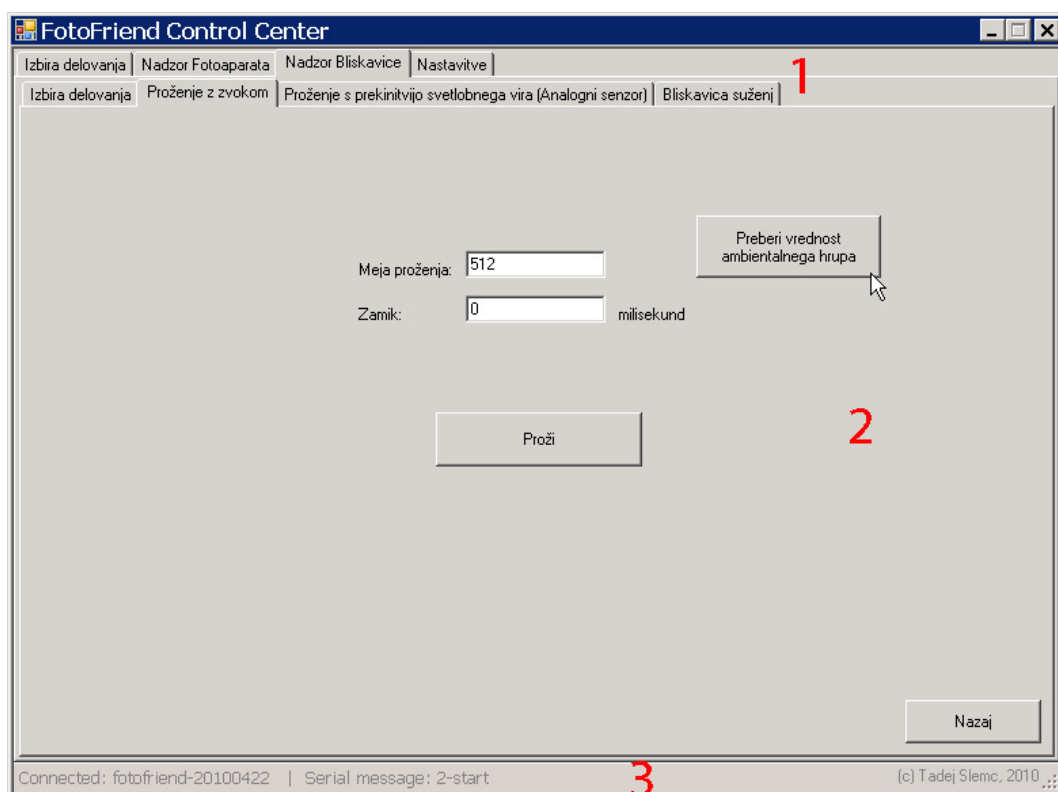 FotoFriend Control Center
Izbira delovanja Nadzor Fotoaparata Nadzor Bliskavice Nastavitve
1
Izbira delovanja Proženje z zvokom Proženje s prekinitvijo svetlobnega vira (Analogni senzor) Bliskavica suženj
Preberi vrednost
ambientalnega hrupa
Meja proženja: 512
Zamik: 0 milisekund
2
Proži
Nazaj
Connected: fotofriend-20100422 | Serial message: 2-start
3
(c) Tadej Slemc, 2010